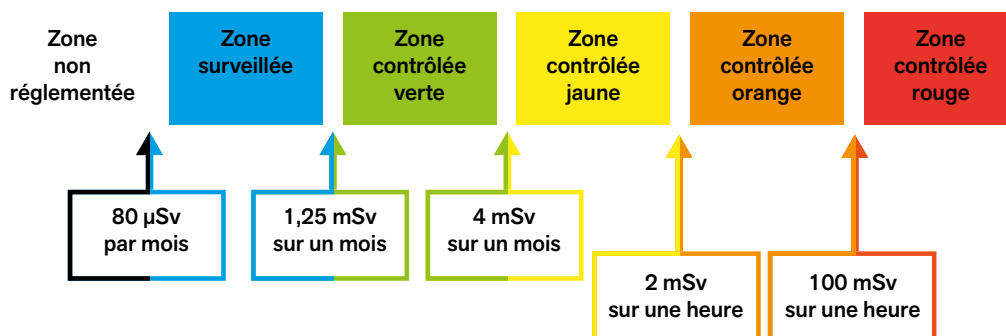 Zone
non
réglementée
Zone
surveillée
Zone
contrôlée
verte
Zone
contrôlée
jaune
Zone
contrôlée
orange
Zone
contrôlée
rouge
80 µSv
par mois
1,25 mSv
sur un mois
4 mSv
sur un mois
2 mSv
sur une heure
100 mSv
sur une heure